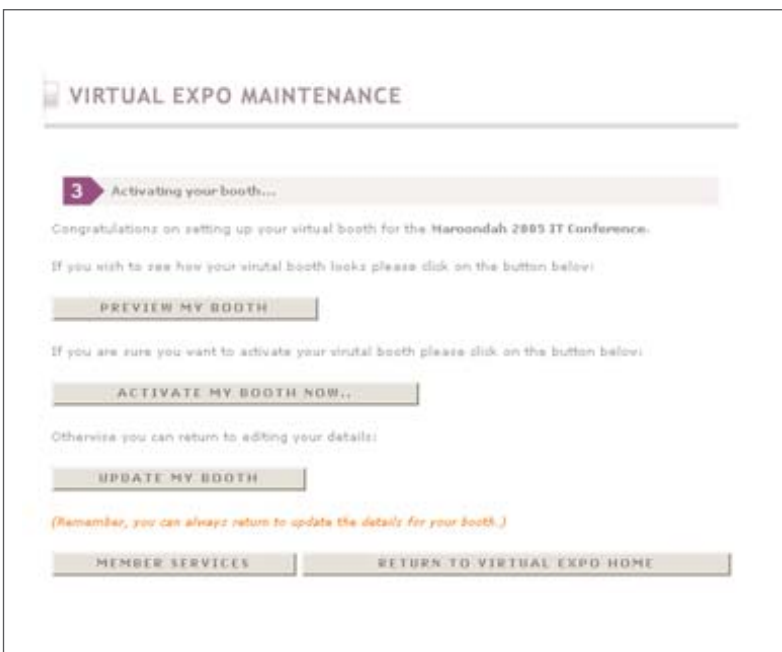 VIRTUAL EXPO MAINTENANCE
3 Activating your booth...
Congratulations on setting up your virtual booth for the Maroondah 2005 IT Conference.
If you wish to see how your virutal booth looks please click on the button below:
PREVIEW MY BOOTH
If you are sure you want to activate your virutal booth please click on the button below:
ACTIVATE MY BOOTH NOW..
Otherwise you can return to editing your details:
UPDATE MY BOOTH
(Remember, you can always return to update the details for your booth.)
MEMBER SERVICES RETURN TO VIRTUAL EXPO HOME